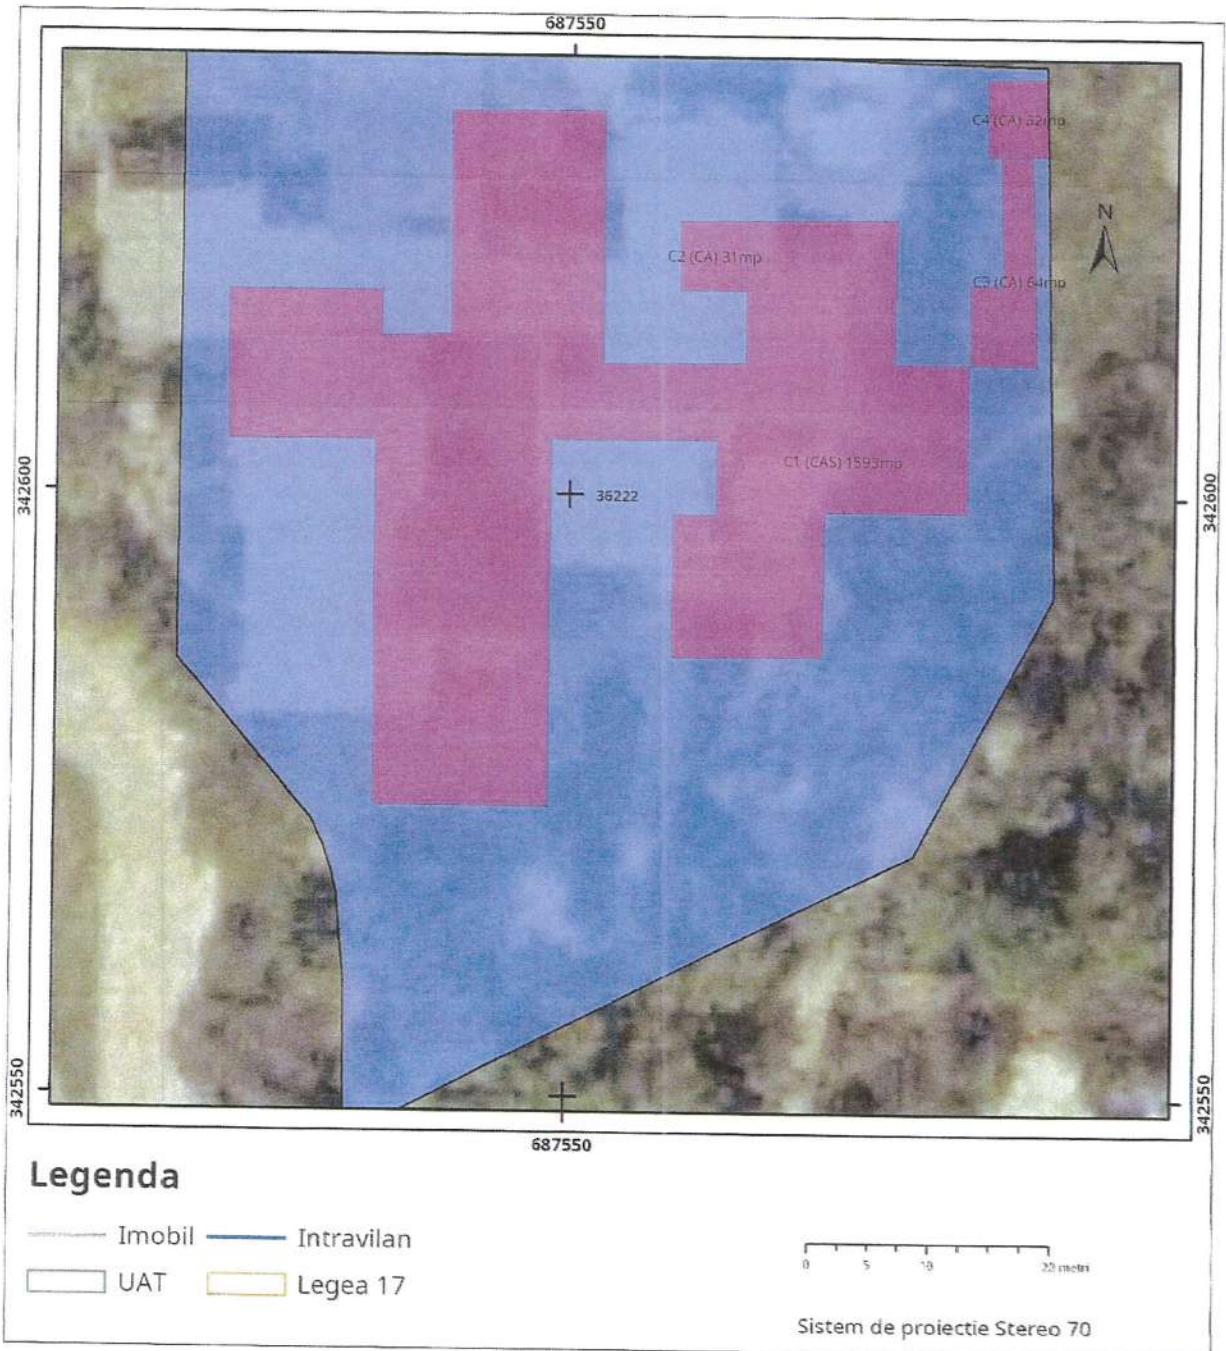 687550
C4 (CA) 32mp
N
C2 (CA) 31mp
C3 (CA) 64mp
C1 (CAS) 1593mp
342600
36222
342600
342550
342550
687550
Legenda
Imobil
Intravilan
UAT
Legea 17
0 5 10 20 metri
Sistem de proiectie Stereo 70